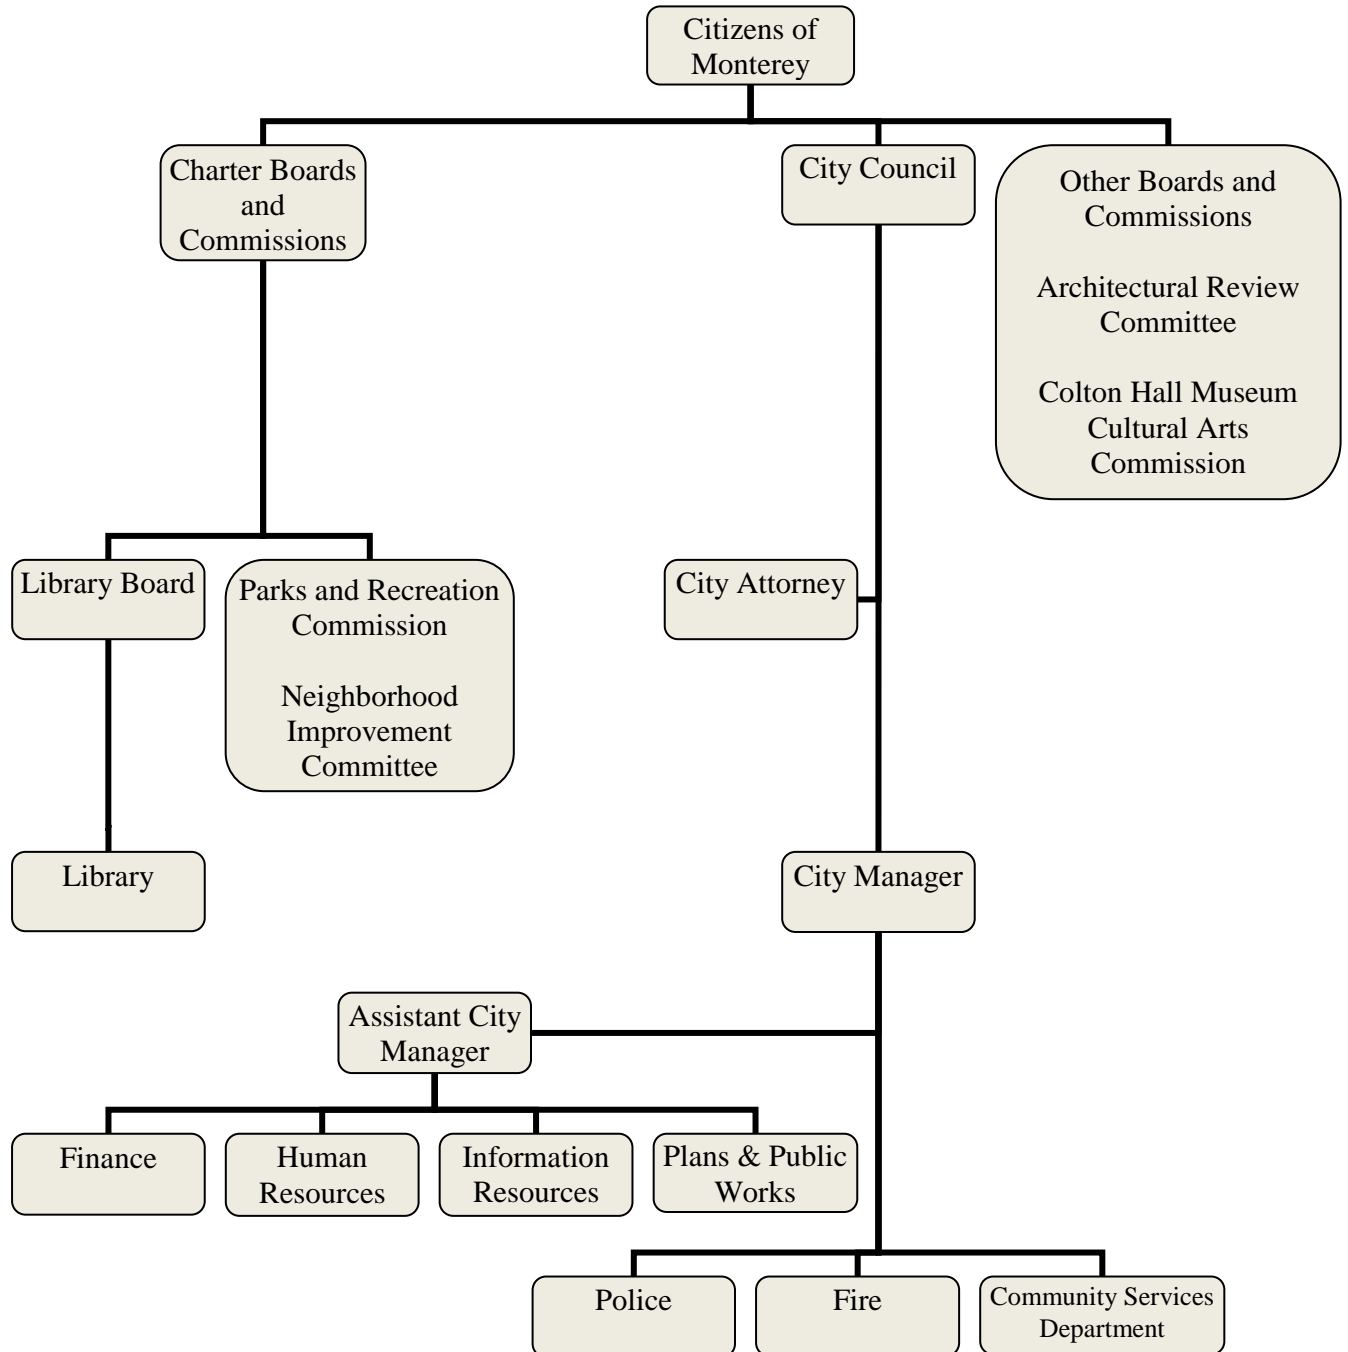 Citizens of
Monterey
Charter Boards
and
Commissions
City Council
Other Boards and
Commissions
Architectural Review
Committee
Colton Hall Museum
Cultural Arts
Commission
Library Board
Parks and Recreation
Commission
Neighborhood
Improvement
Committee
City Attorney
Library
City Manager
Assistant City
Manager
Finance
Human
Resources
Information
Resources
Plans & Public
Works
Police
Fire
Community Services
Department